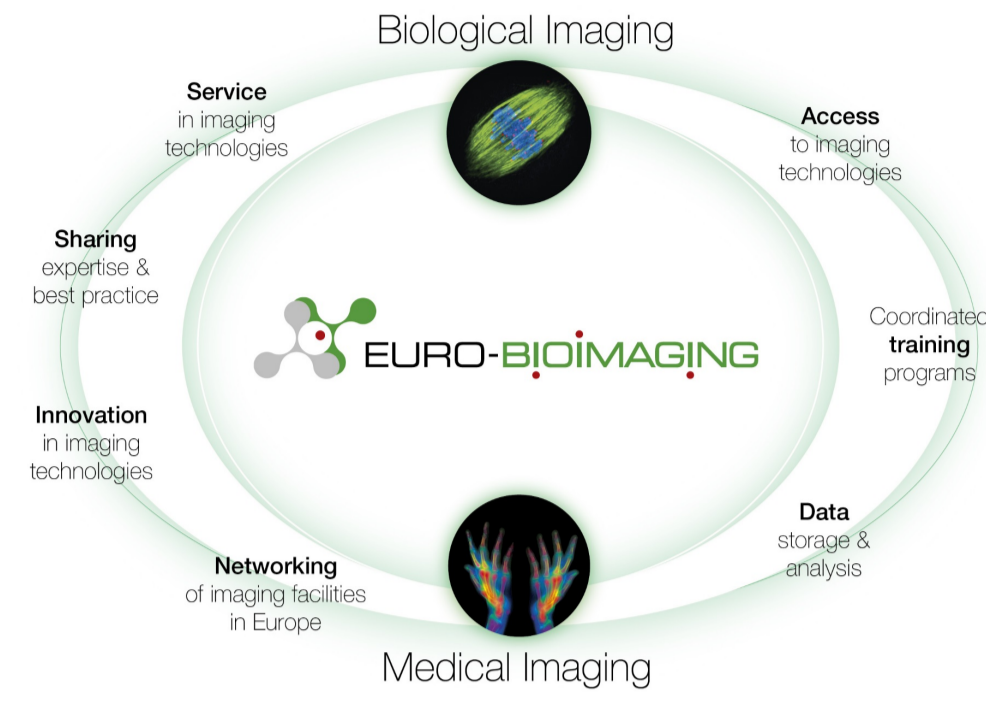 Biological Imaging
Service
in imaging
technologies
Access
to imaging
technologies
Sharing
expertise &
best practice
EURO-BIOIMAGING
Coordinated
training
programs
Innovation
in imaging
technologies
Data
storage &
analysis
Networking
of imaging facilities
in Europe
Medical Imaging